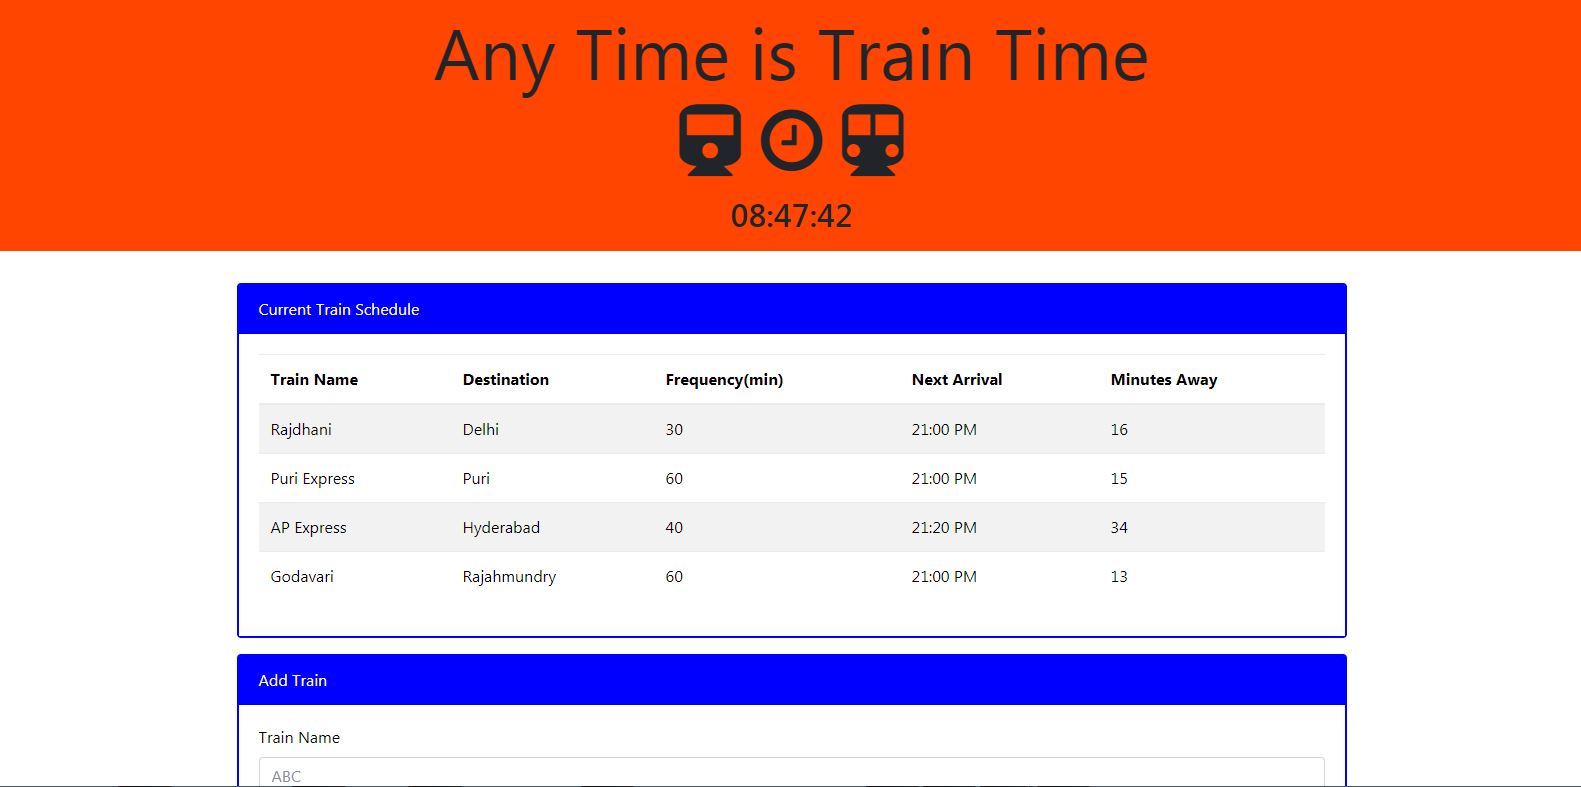 Any Time is Train Time
08:47:42
Current Train Schedule
Train Name Destination Frequency(min) Next Arrival Minutes Away
Rajdhani Delhi 30 21:00 PM 16
Puri Express Puri 60 21:00 PM 15
AP Express Hyderabad 40 21:20 PM 34
Godavari Rajahmundry 60 21:00 PM 13
Add Train
Train Name
ABC